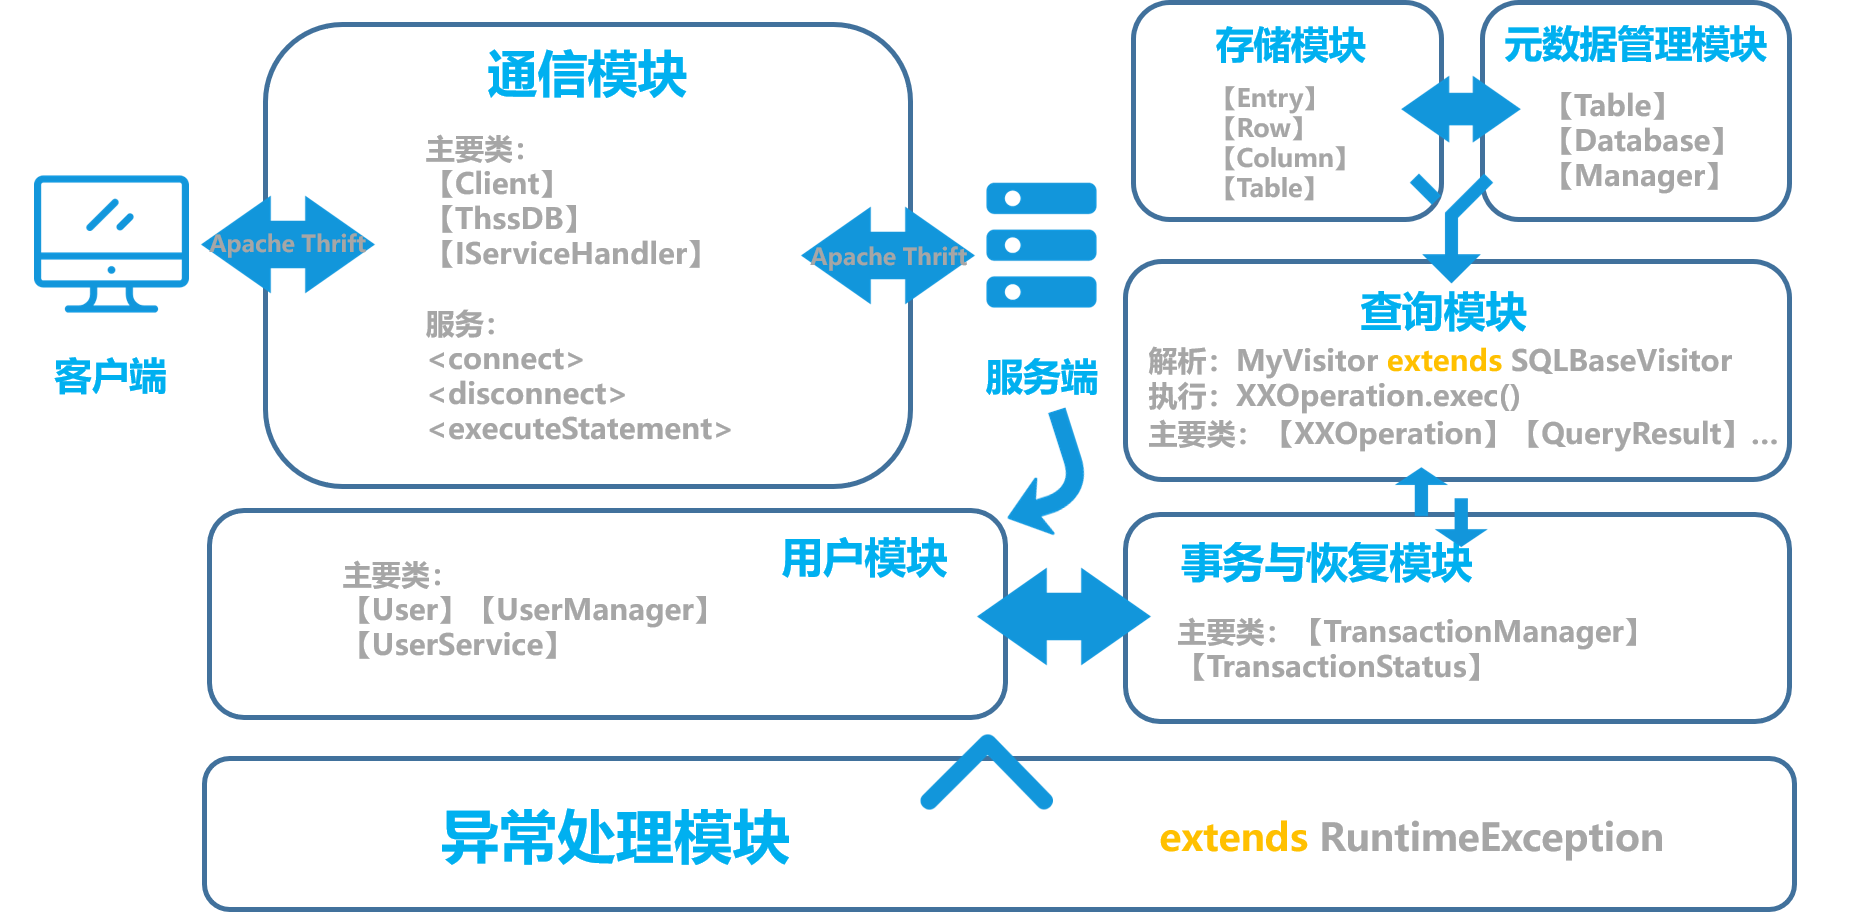 通信模块
主要类：
【Client】
【ThssDB】
【IServiceHandler】
服务：
<connect>
<disconnect>
<executeStatement>
Apache Thrift
Apache Thrift
客户端
服务端
存储模块
【Entry】
【Row】
【Column】
【Table】
元数据管理模块
【Table】
【Database】
【Manager】
查询模块
解析：MyVisitor extends SQLBaseVisitor
执行：XXOperation.exec()
主要类：【XXOperation】【QueryResult】...
用户模块
主要类：
【User】【UserManager】
【UserService】
事务与恢复模块
主要类：【TransactionManager】
【TransactionStatus】
异常处理模块
extends RuntimeException